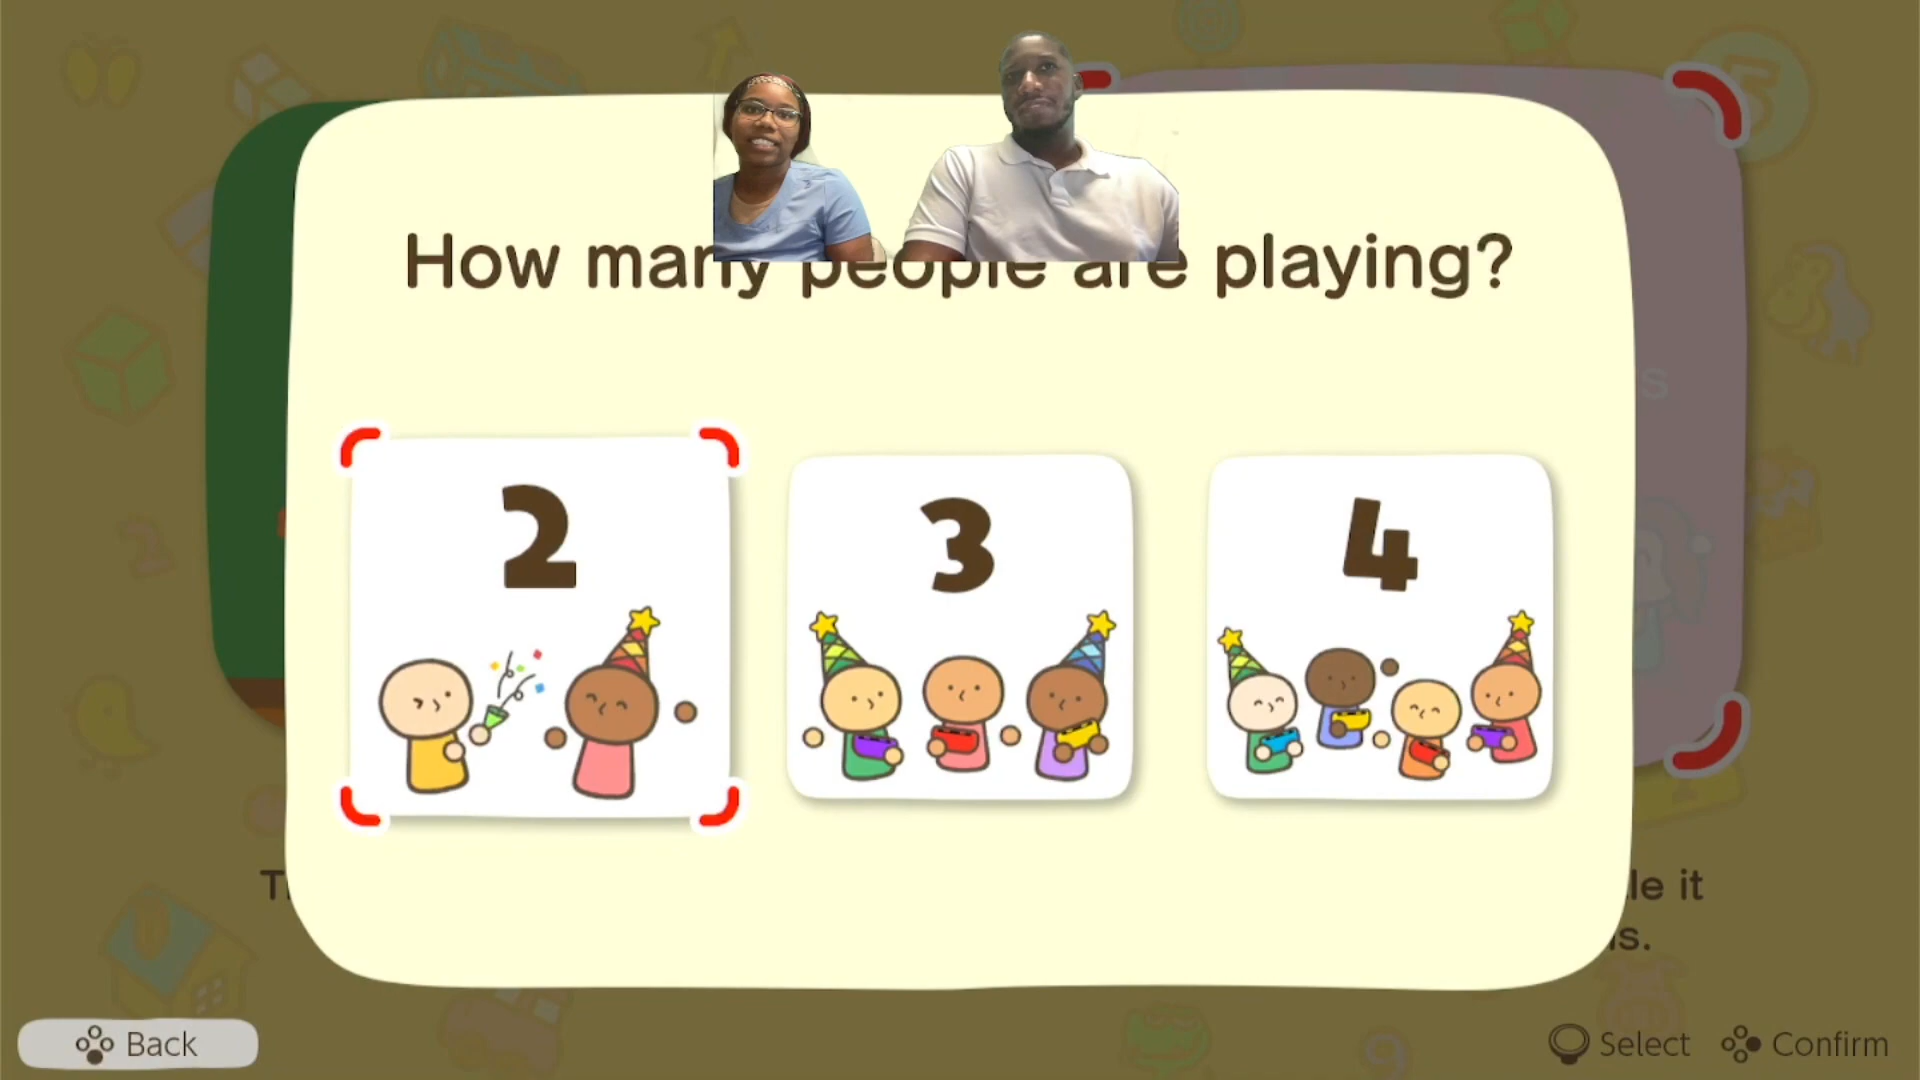 How many people are playing?
2
3
4
le it
s.
Back
Select
Confirm